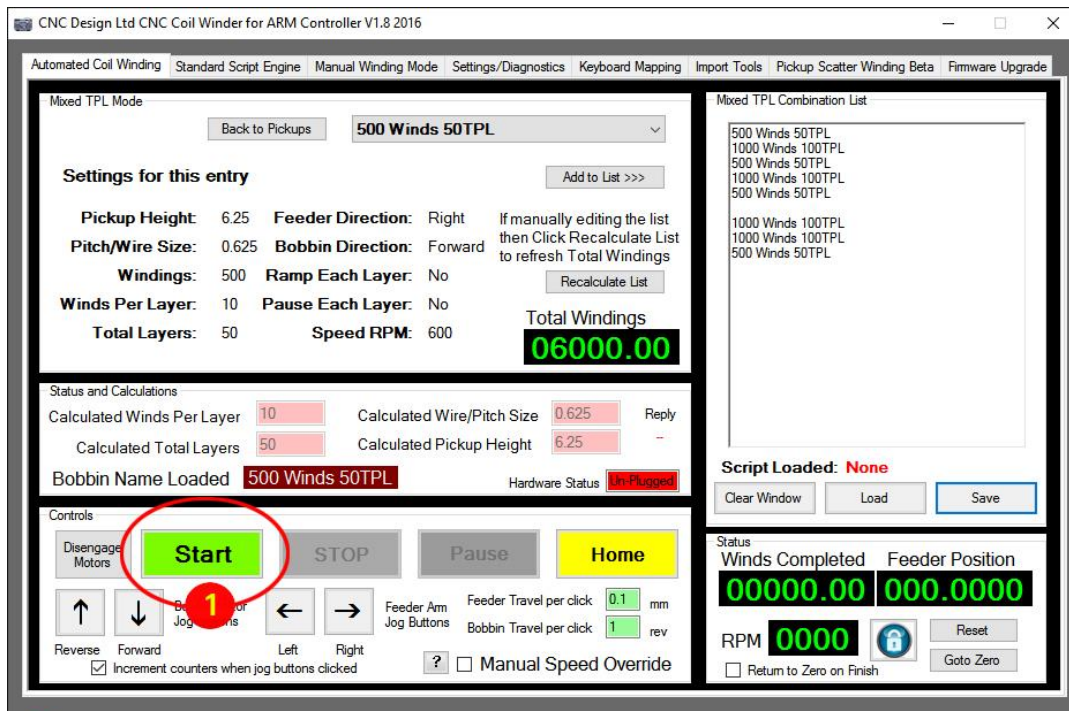 CNC Design Ltd CNC Coil Winder for ARM Controller V1.8 2016
Automated Coil Winding Standard Script Engine Manual Winding Mode Settings/Diagnostics Keyboard Mapping Import Tools Pickup Scatter Winding Beta Firmware Upgrade
Mixed TPL Mode
Back to Pickups 500 Winds 50TPL
Settings for this entry Add to List >>>
Pickup Height: 6.25 Feeder Direction: Right
Pitch/Wire Size: 0.625 Bobbin Direction: Forward
Windings: 500 Ramp Each Layer: No
Winds Per Layer: 10 Pause Each Layer: No
Total Layers: 50 Speed RPM: 600
If manually editing the list
then Click Recalculate List
to refresh Total Windings
Recalculate List
Total Windings
06000.00
Status and Calculations
Calculated Winds Per Layer 10 Calculated Wire/Pitch Size 0.625 Reply
Calculated Total Layers 50 Calculated Pickup Height 6.25 --
Bobbin Name Loaded 500 Winds 50TPL Hardware Status Un-Plugged
Controls
Disengage
Motors
Start STOP Pause Home
1
Jog
Reverse Forward
Left Right
Feeder Arm
Jog Buttons
Feeder Travel per click 0.1 mm
Bobbin Travel per click 1 rev
Increment counters when jog buttons clicked
? Manual Speed Override
Mixed TPL Combination List
500 Winds 50TPL
1000 Winds 100TPL
500 Winds 50TPL
1000 Winds 100TPL
500 Winds 50TPL
1000 Winds 100TPL
1000 Winds 100TPL
500 Winds 50TPL
Script Loaded: None
Clear Window Load Save
Status
Winds Completed Feeder Position
00000.00 000.0000
RPM 0000 Reset
Return to Zero on Finish Goto Zero